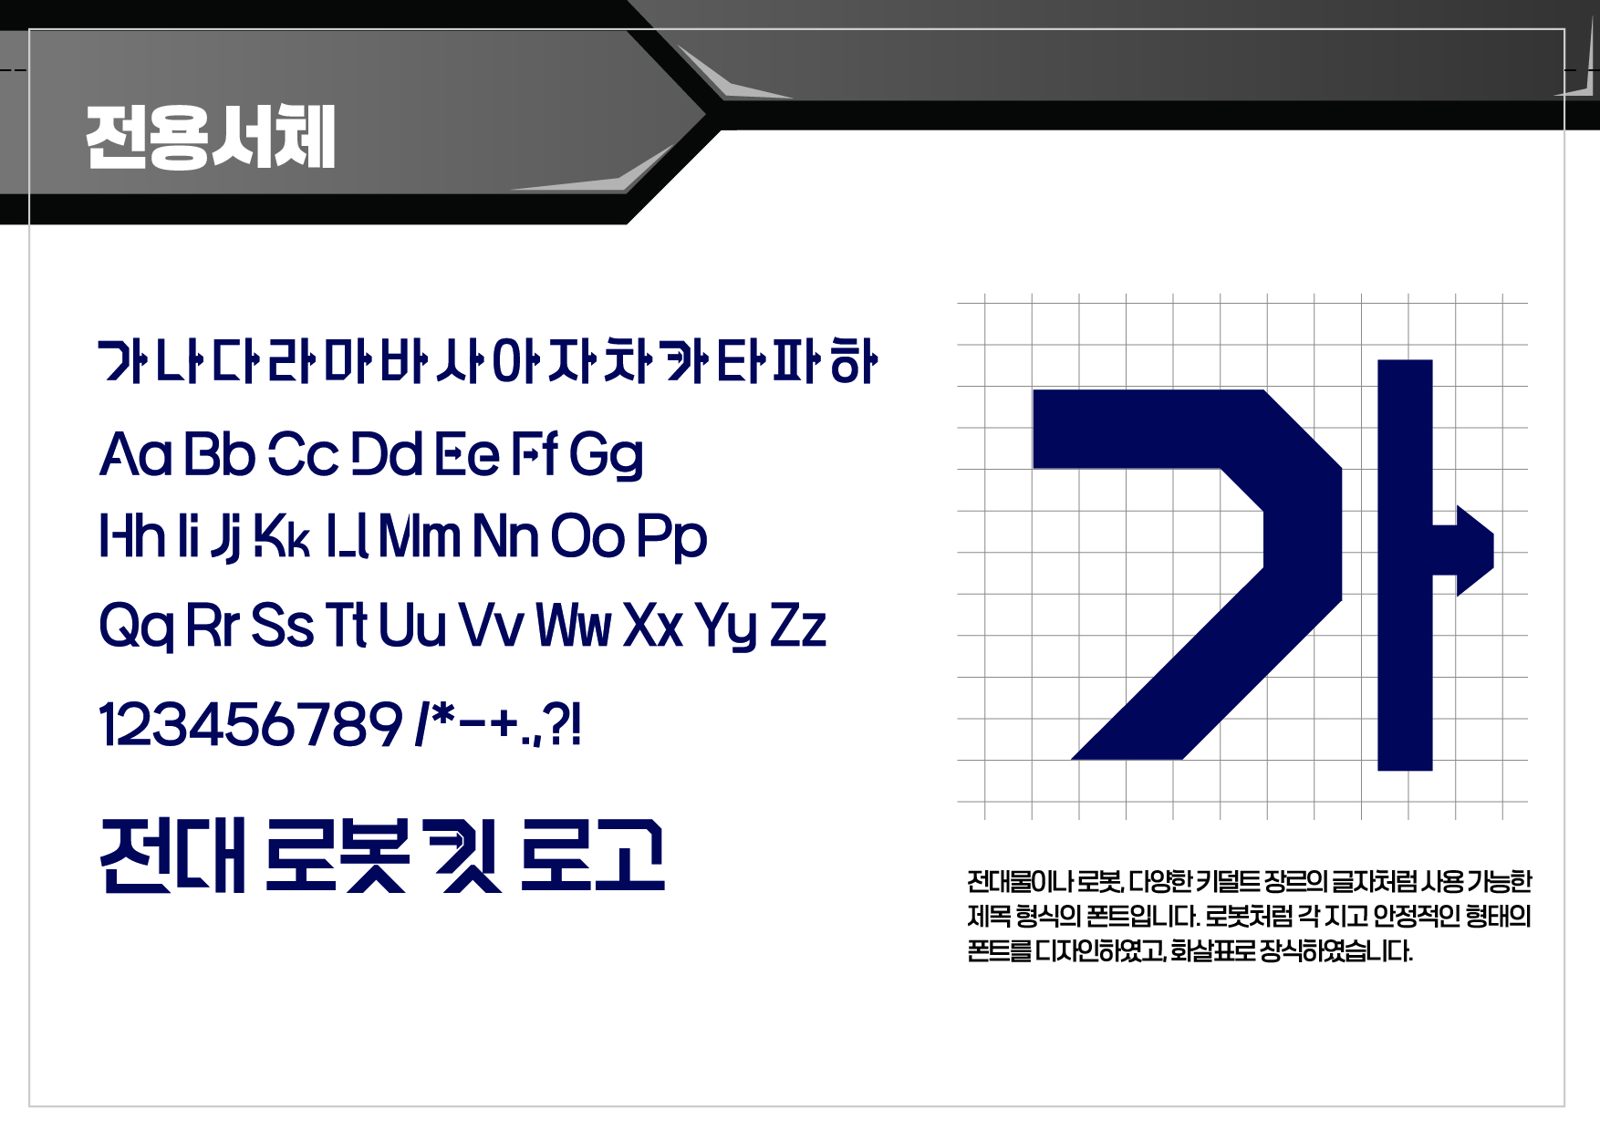 전용서체
가나다라마바사아자차카타파하
Aa Bb Cc Dd Ee Ff Gg
Hh Ii Jj Kk Ll Mm Nn Oo Pp
Qq Rr Ss Tt Uu Vv Ww Xx Yy Zz
123456789 /*-+.,?!
전대 로봇 킷 로고
가
전대물이나 로봇, 다양한 키덜트 장르의 글자처럼 사용 가능한
제목 형식의 폰트입니다. 로봇처럼 각 지고 안정적인 형태의
폰트를 디자인하였고, 화살표로 장식하였습니다.